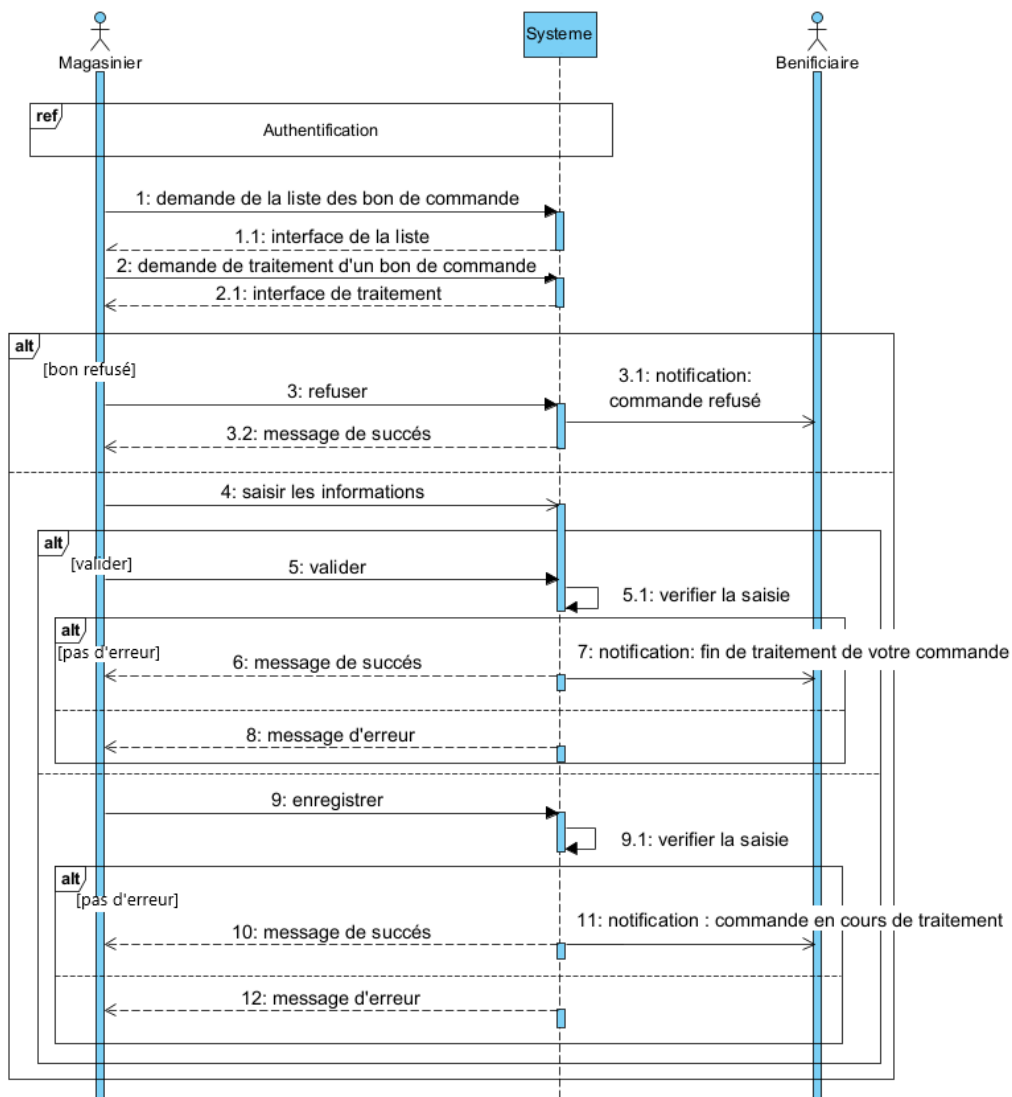 Magasinier
Systeme
Benificiaire
ref
Authentification
1: demande de la liste des bon de commande
1.1: interface de la liste
2: demande de traitement d'un bon de commande
2.1: interface de traitement
alt
[bon refusé]
3: refuser
3.1: notification:
commande refusé
3.2: message de succés
4: saisir les informations
alt
[valider]
5: valider
5.1: verifier la saisie
alt
[pas d'erreur]
6: message de succés
7: notification: fin de traitement de votre commande
8: message d'erreur
9: enregistrer
9.1: verifier la saisie
alt
[pas d'erreur]
10: message de succés
11: notification : commande en cours de traitement
12: message d'erreur